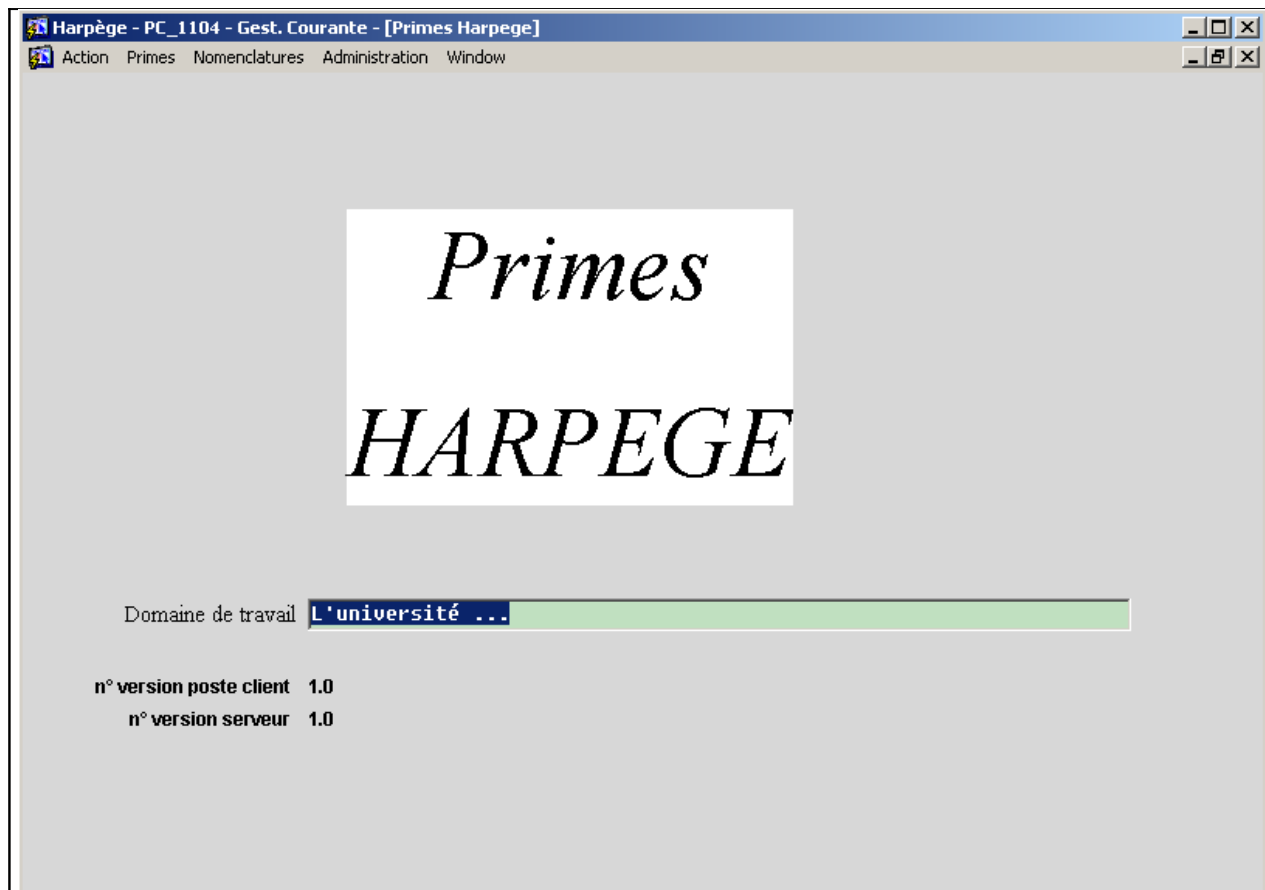 Harpège - PC_1104 - Gest. Courante - [Primes Harpege]
Action Primes Nomenclatures Administration Window
Primes
HARPEGE
Domaine de travail L'université ...
n° version poste client 1.0
n° version serveur 1.0